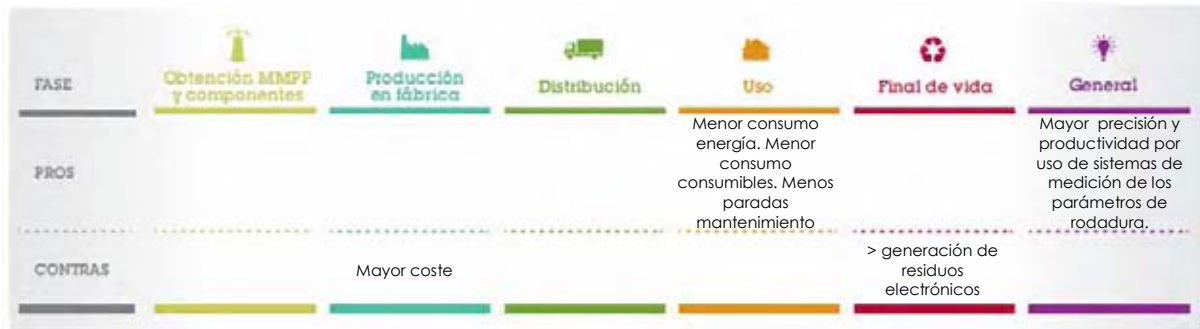 FASE
Obtención MMPP
y componentes
Producción
en fábrica
Distribución
Uso
Final de vida
General
PROS
Menor consumo
energía. Menor
consumo
consumibles. Menos
paradas
mantenimiento
Mayor precisión y
productividad por
uso de sistemas de
medición de los
parámetros de
rodadura.
CONTRAS
Mayor coste
> generación de
residuos
electrónicos